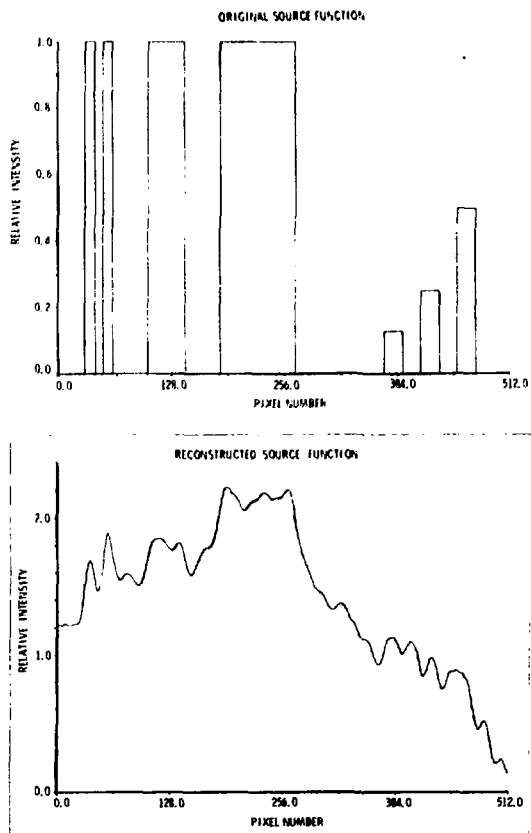 ORIGINAL SOURCE FUNCTION
1.0
0.8
0.6
0.4
0.2
0.0
RELATIVE INTENSITY
0.0 128.0 256.0 384.0 512.0
PIXEL NUMBER
RECONSTRUCTED SOURCE FUNCTION
2.0
1.0
0.0
RELATIVE INTENSITY
0.0 128.0 256.0 384.0 512.0
PIXEL NUMBER